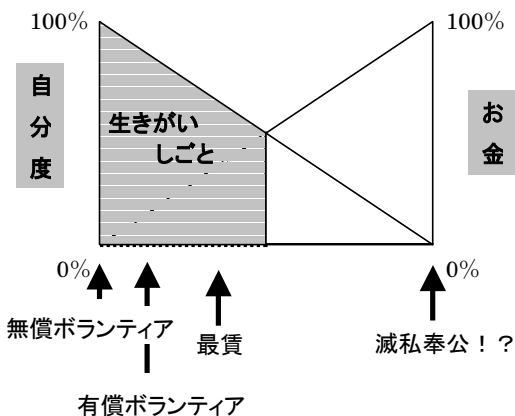 100%
100%
自分度
生きがい
しごと
お金
0%
0%
無償ボランティア
最賃
滅私奉公！？
有償ボランティア